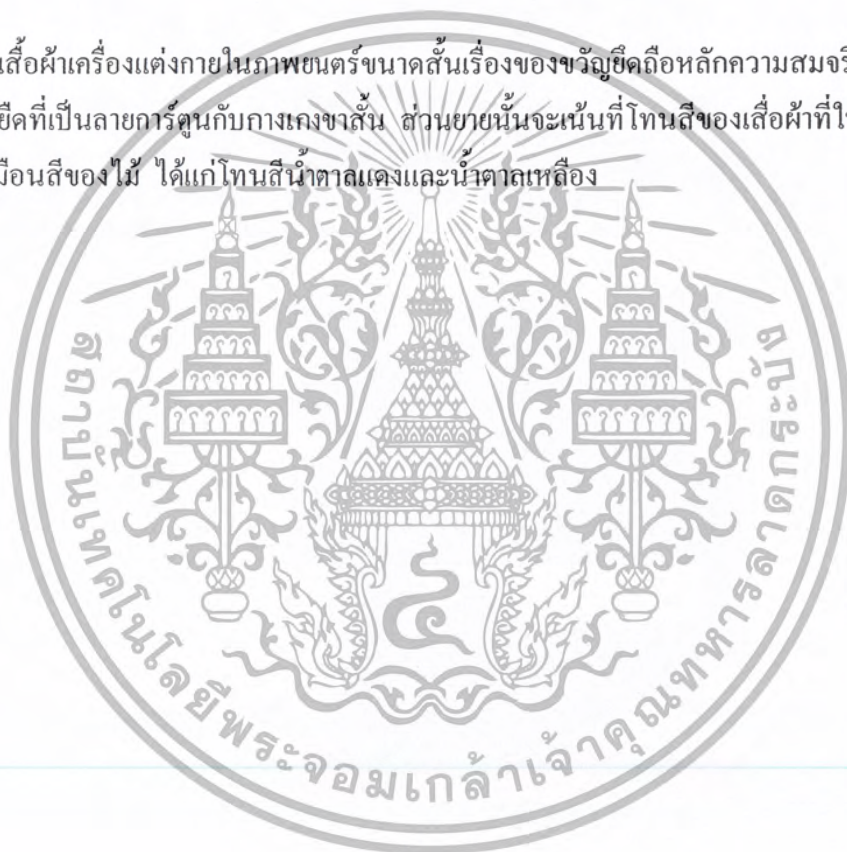 เสื้อผ้าเครื่องแต่งกายในภาพยนตร์ขนาดสั้นเรื่องของขวัญยึดถือหลักความสมจริ
ยืดที่เป็นลายการ์ตูนกับกางเกงขาสั้น ส่วนยายนั้นจะเน้นที่โทนสีของเสื้อผ้าที่ใ
มือนสีของไม้ ได้แก่โทนสีน้ำตาลแดงและน้ำตาลเหลือง
สถาบันเทคโนโลยีพระจอมเกล้าเจ้าคุณทหารลาดกระบัง